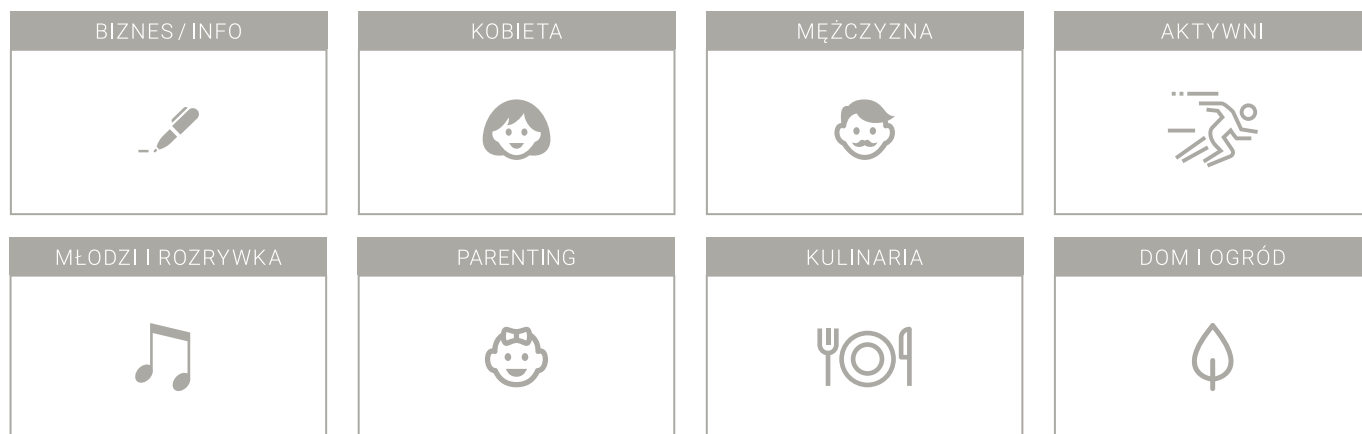 BIZNES / INFO
KOBIETA
MĘŻCZYZNA
AKTYWNI
MŁODZI I ROZRYWKA
PARENTING
KULINARIA
DOM I OGRÓD